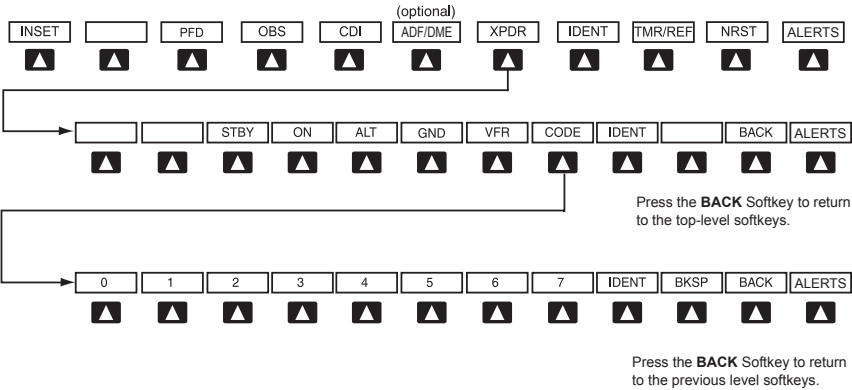 (optional)
INSET PFD OBS CDI ADF/DME XPDR IDENT TMR/REF NRST ALERTS
STBY ON ALT GND VFR CODE IDENT BACK ALERTS
Press the BACK Softkey to return
to the top-level softkeys.
0 1 2 3 4 5 6 7 IDENT BKSP BACK ALERTS
Press the BACK Softkey to return
to the previous level softkeys.